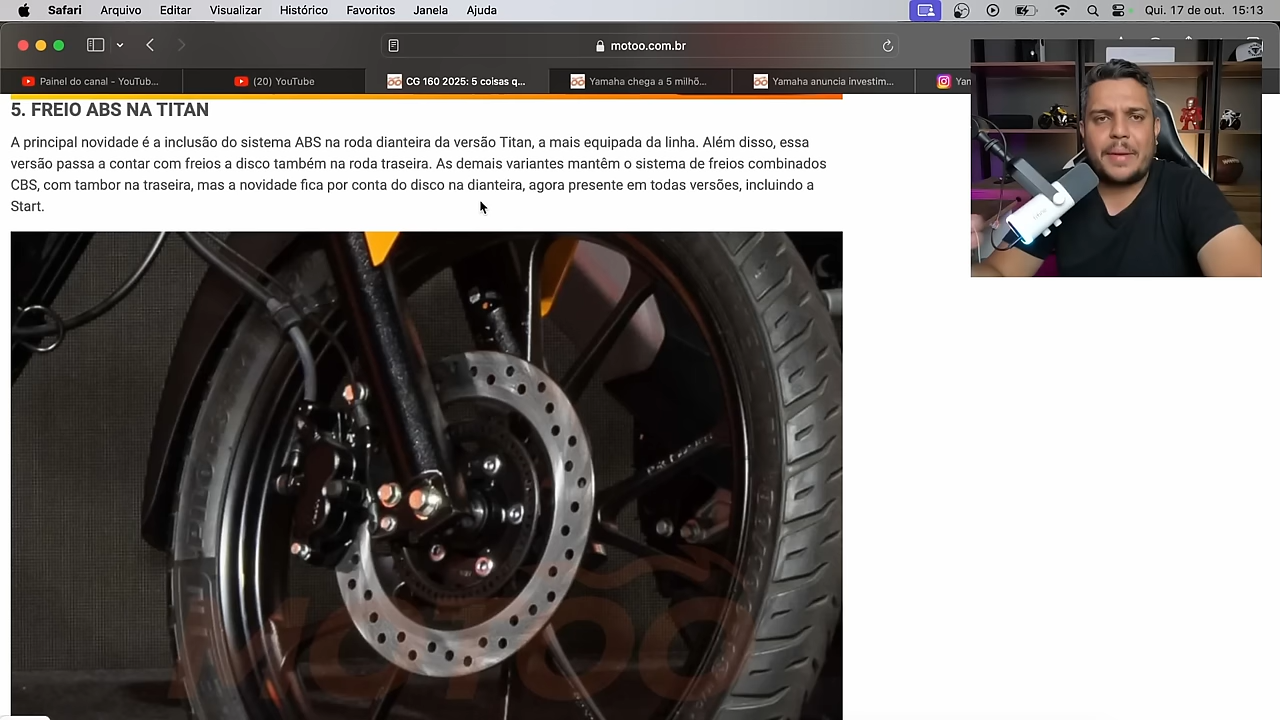 Safari Arquivo Editar Visualizar Histórico Favoritos Janela Ajuda Qui. 17 de out. 15:13
motoo.com.br
Painel do canal - YouTub... (20) YouTube CG 160 2025: 5 coisas q... Yamaha chega a 5 milhõ... Yamaha anuncia investim... Yam
5. FREIO ABS NA TITAN
A principal novidade é a inclusão do sistema ABS na roda dianteira da versão Titan, a mais equipada da linha. Além disso, essa
versão passa a contar com freios a disco também na roda traseira. As demais variantes mantêm o sistema de freios combinados
CBS, com tambor na traseira, mas a novidade fica por conta do disco na dianteira, agora presente em todas versões, incluindo a
Start.
MOTOO